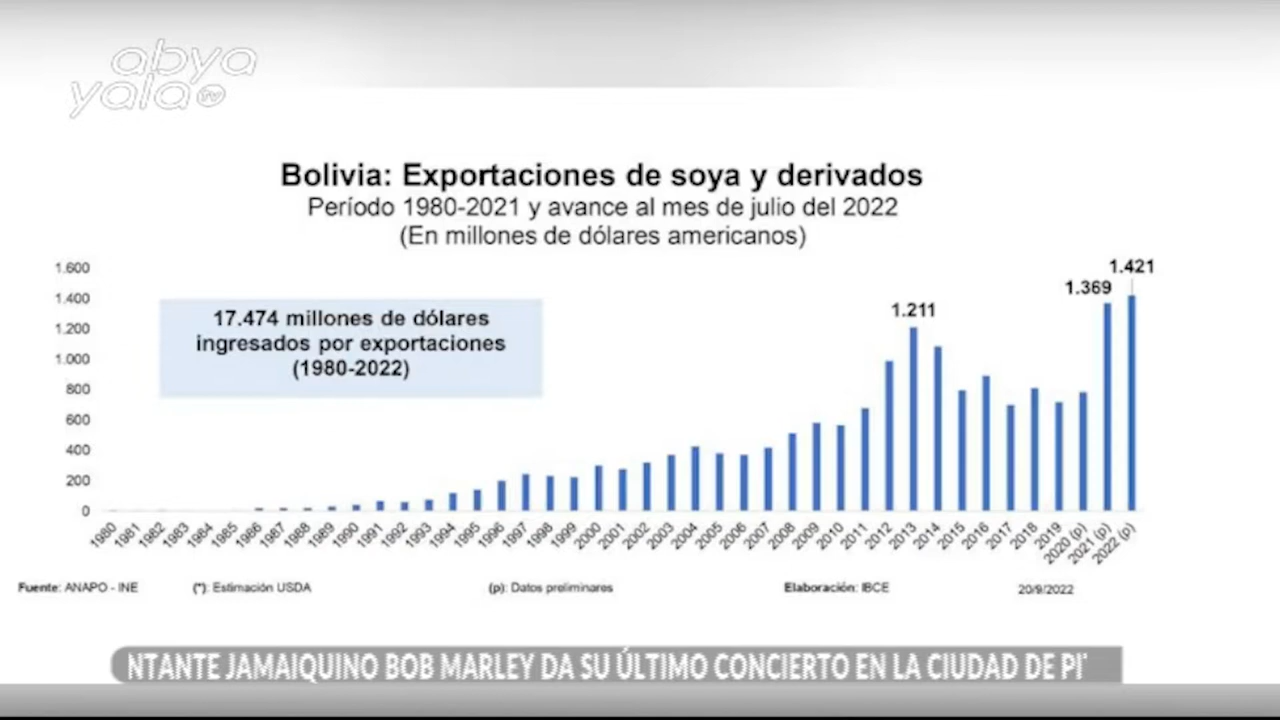 abya
yala tv
Bolivia: Exportaciones de soya y derivados
Período 1980-2021 y avance al mes de julio del 2022
(En millones de dólares americanos)
1.600
1.400
1.200
1.000
800
600
400
200
0
17.474 millones de dólares
ingresados por exportaciones
(1980-2022)
1.211
1.369
1.421
1980 1981 1982 1983 1984 1985 1986 1987 1988 1989 1990 1991 1992 1993 1994 1995 1996 1997 1998 1999 2000 2001 2002 2003 2004 2005 2006 2007 2008 2009 2010 2011 2012 2013 2014 2015 2016 2017 2018 2019 2020 (p) 2021 (p) 2022 (p)
Fuente: ANAPO - INE (*): Estimación USDA (p): Datos preliminares Elaboración: IBCE 20/9/2022
NTANTE JAMAIQUINO BOB MARLEY DA SU ÚLTIMO CONCIERTO EN LA CIUDAD DE PI